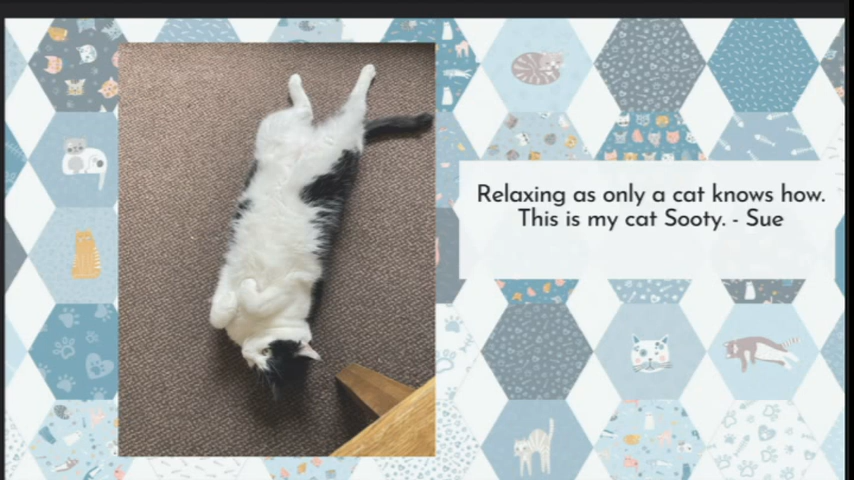 Relaxing as only a cat knows how.
This is my cat Sooty. - Sue